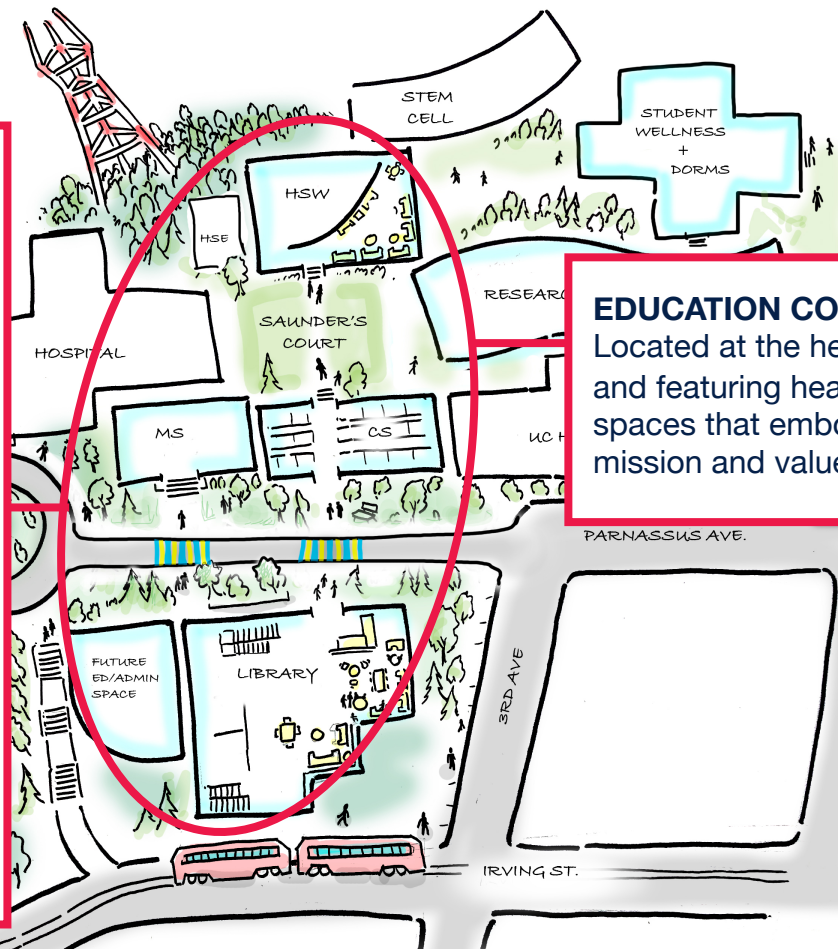 STEM
CELL
STUDENT
WELLNESS
+
DORMS
HSW
HSE
RESEARC
SAUNDER'S
COURT
HOSPITAL
EDUCATION CO
Located at the he
and featuring hea
spaces that embo
mission and value
MS
CS
UC H
PARNASSUS AVE.
FUTURE
ED/ADMIN
SPACE
LIBRARY
3RD AVE
IRVING ST.